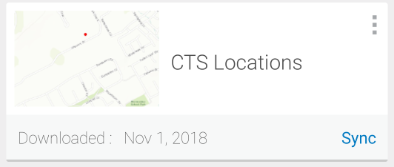 CTS Locations
Downloaded : Nov 1, 2018 Sync